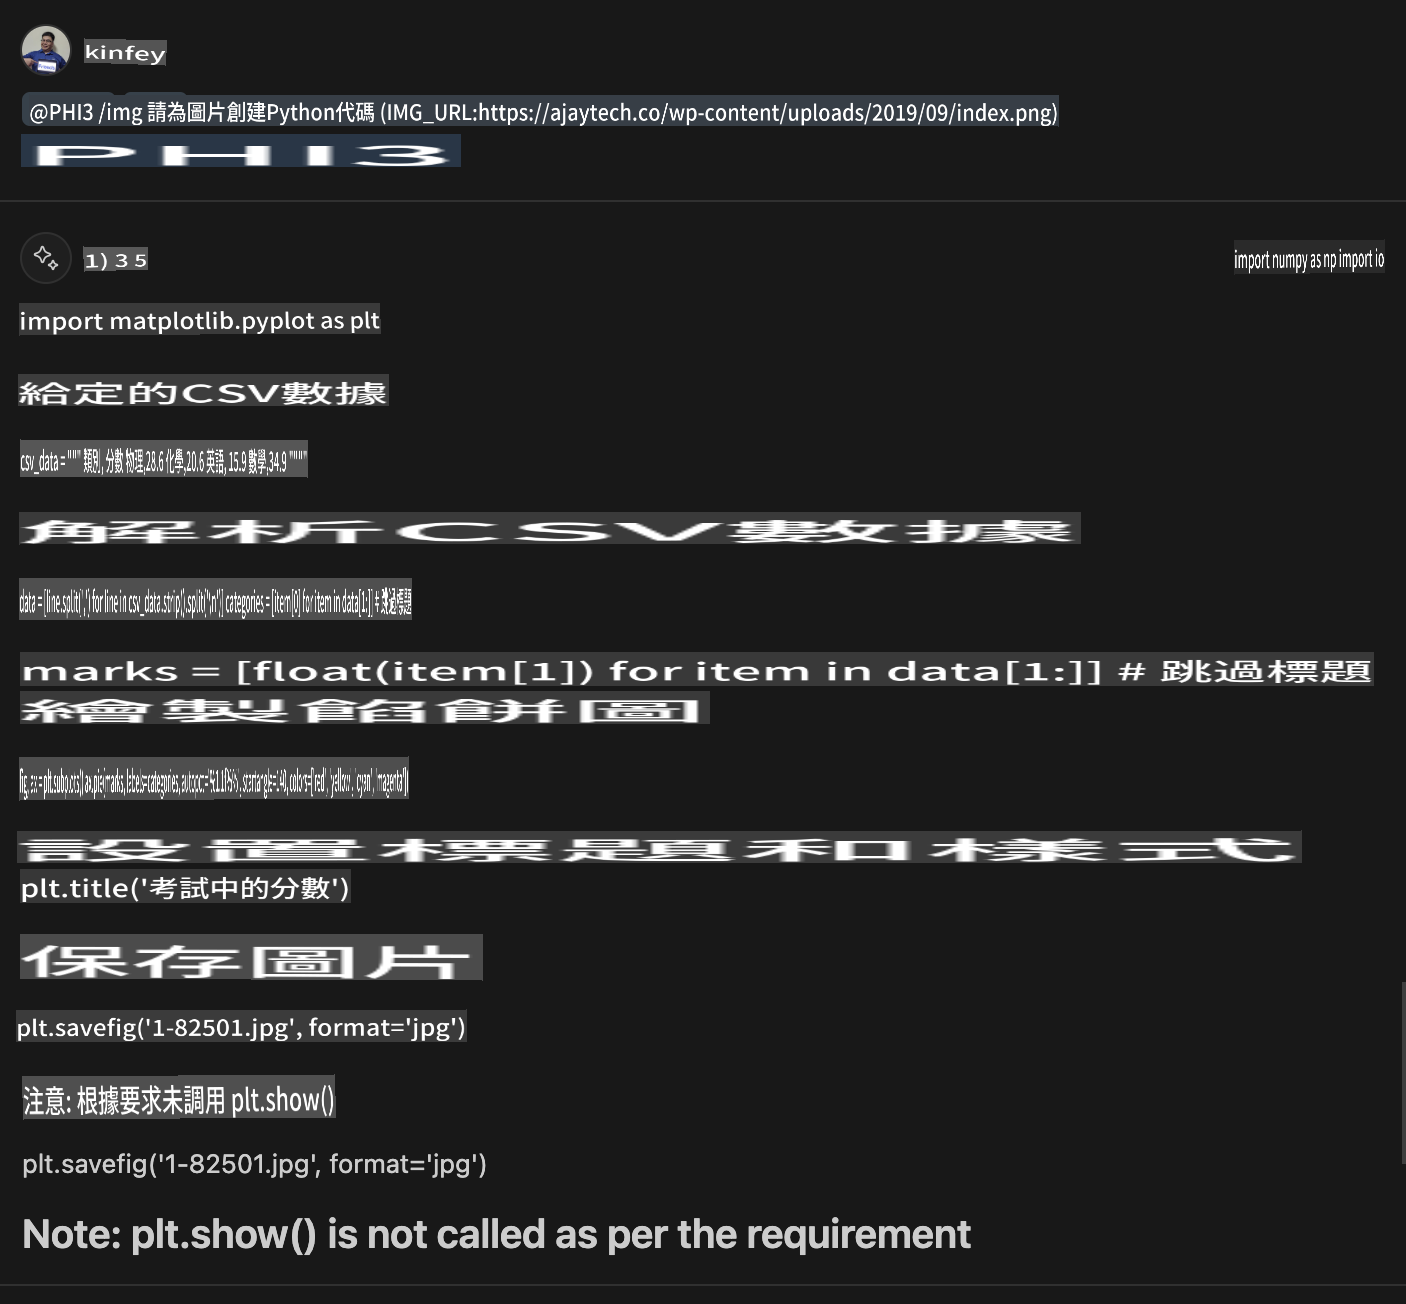 kinfey
@PHI3 /img 請為圖片創建Python代碼 (IMG_URL:https://ajaytech.co/wp-content/uploads/2019/09/index.png)
PHI3
1) 3 5
import numpy as np import io
import matplotlib.pyplot as plt
給定的CSV數據
csv_data = """ 類別, 分數 物理,28.6 化學,20.6 英語, 15.9 數學,34.9 """
解析CSV數據
data = [line.split(',') for line in csv_data.strip().split('\n')] categories = [item[0] for item in data[1:]] # 跳過標題
marks = [float(item[1]) for item in data[1:]] # 跳過標題
繪製餡餅圖
fig, ax = plt.subplots() ax.pie(marks, labels=categories, autopct='%1.1f%%', startangle=140, colors=['red', 'yellow', 'cyan', 'magenta'])
設置標題和樣式
plt.title('考試中的分數')
保存圖片
plt.savefig('1-82501.jpg', format='jpg')
注意: 根據要求未調用 plt.show()
plt.savefig('1-82501.jpg', format='jpg')
Note: plt.show() is not called as per the requirement